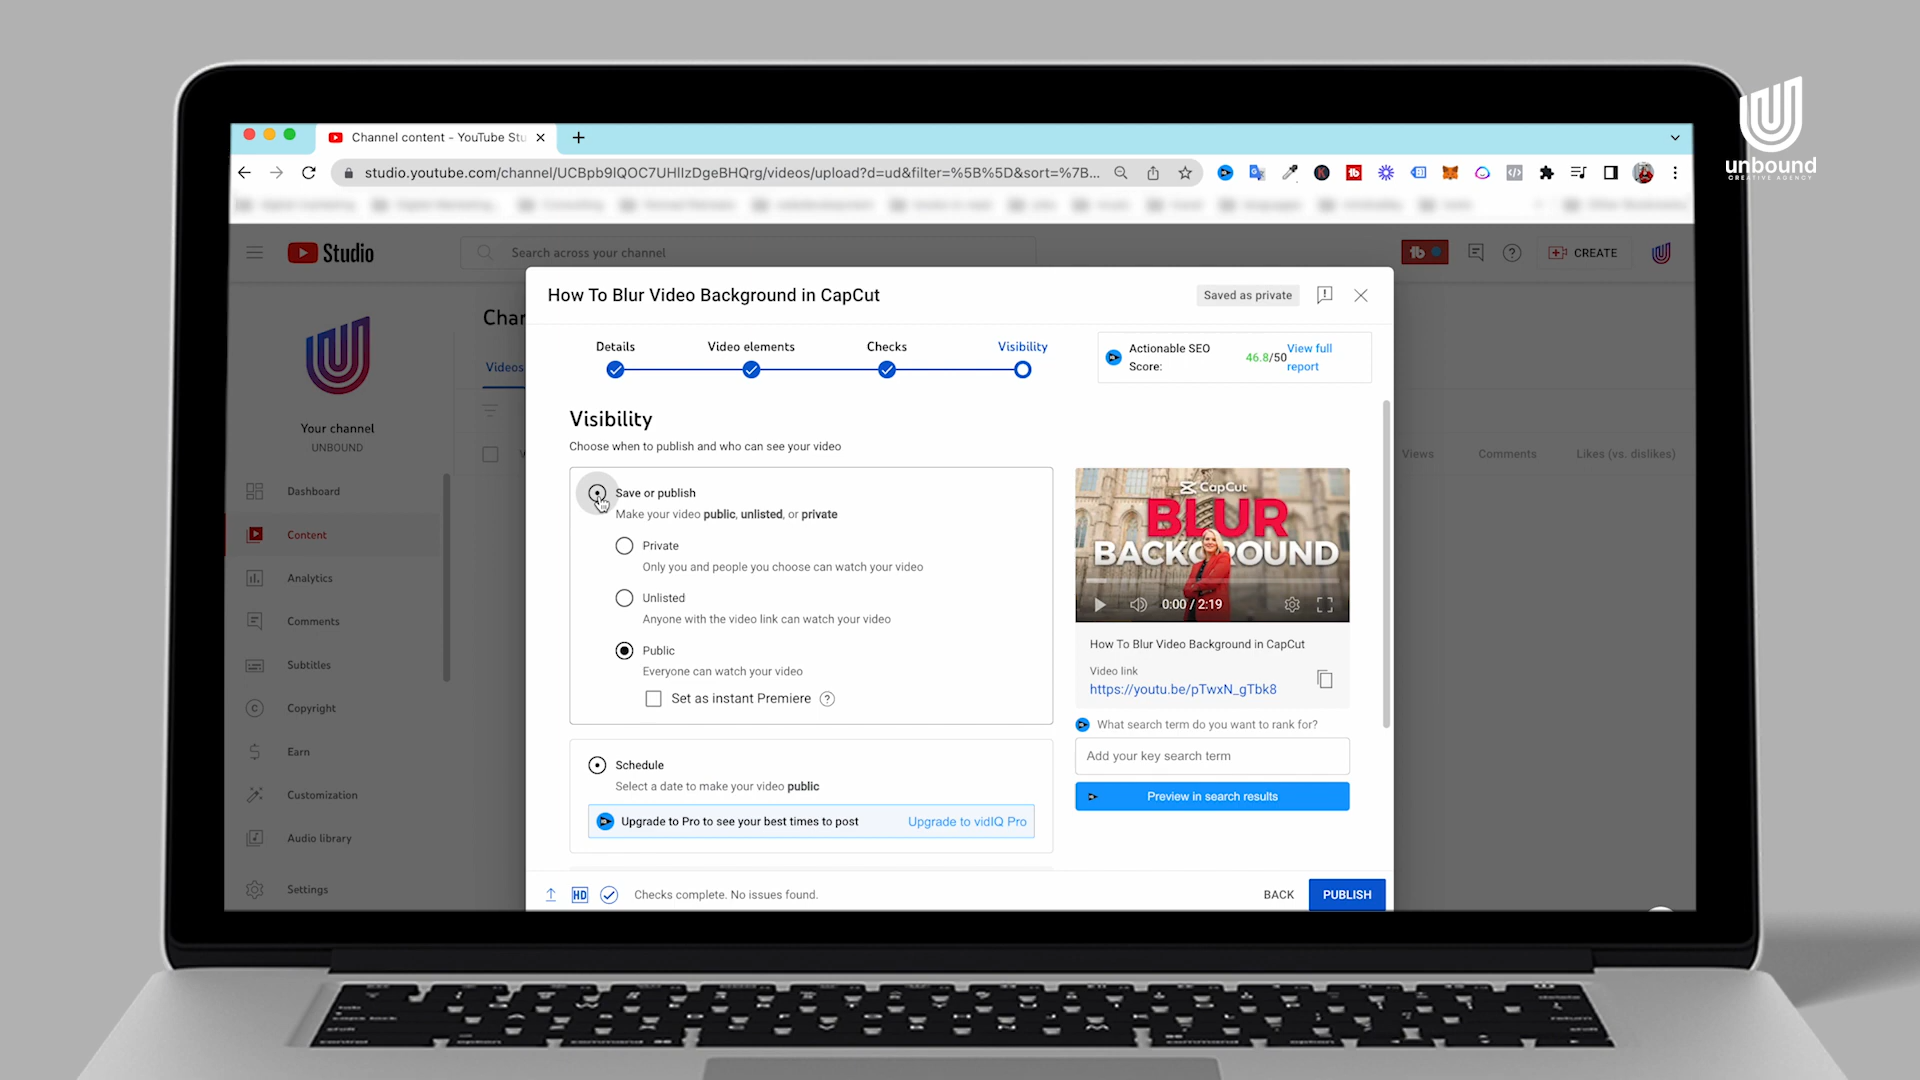 unbound
CREATIVE AGENCY
Channel content - YouTube Stu
studio.youtube.com/channel/UCBpb9IQOC7UHIIzDgeBHQrg/videos/upload?d=ud&filter=%5B%5D&sort=%7B...
Studio
Search across your channel
CREATE
How To Blur Video Background in CapCut
Saved as private
Details
Video elements
Checks
Visibility
Actionable SEO
Score:
46.8/50
View full
report
Your channel
UNBOUND
Dashboard
Content
Analytics
Comments
Subtitles
Copyright
Earn
Customization
Audio library
Settings
Char
Videos
Views
Comments
Likes (vs. dislikes)
Visibility
Choose when to publish and who can see your video
Save or publish
Make your video public, unlisted, or private
Private
Only you and people you choose can watch your video
Unlisted
Anyone with the video link can watch your video
Public
Everyone can watch your video
Set as instant Premiere
Schedule
Select a date to make your video public
Upgrade to Pro to see your best times to post
Upgrade to vidIQ Pro
CapCut
BLUR
BACKGROUND
0:00 / 2:19
How To Blur Video Background in CapCut
Video link
https://youtu.be/pTwxN_gTbk8
What search term do you want to rank for?
Add your key search term
Preview in search results
HD
Checks complete. No issues found.
BACK
PUBLISH